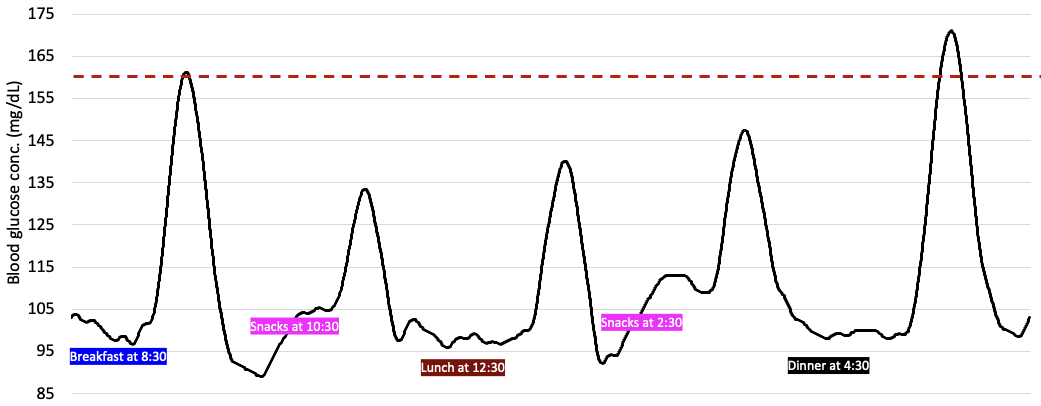 Blood glucose conc. (mg/dL)
175
165
155
145
135
125
115
105
95
85
Breakfast at 8:30
Snacks at 10:30
Lunch at 12:30
Snacks at 2:30
Dinner at 4:30